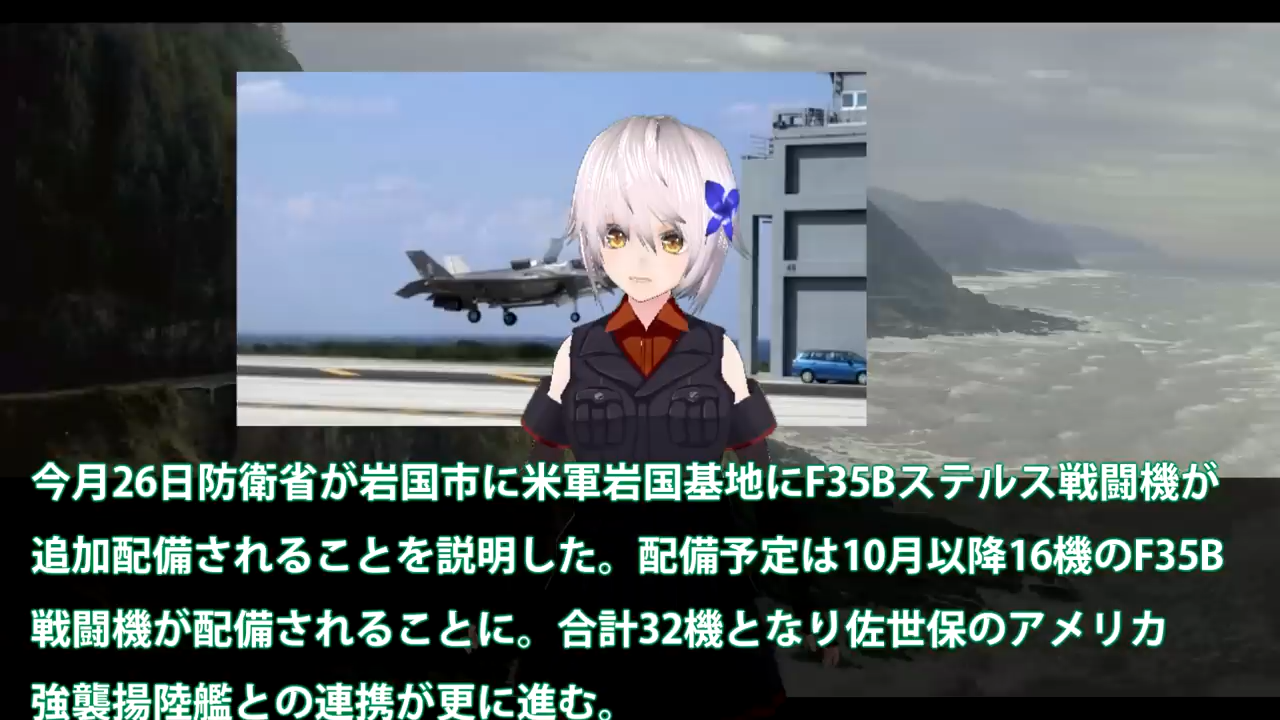 今月26日防衛省が岩国市に米軍岩国基地にF35Bステルス戦闘機が
追加配備されることを説明した。配備予定は10月以降16機のF35B
戦闘機が配備されることに。合計32機となり佐世保のアメリカ
強襲揚陸艦との連携が更に進む。